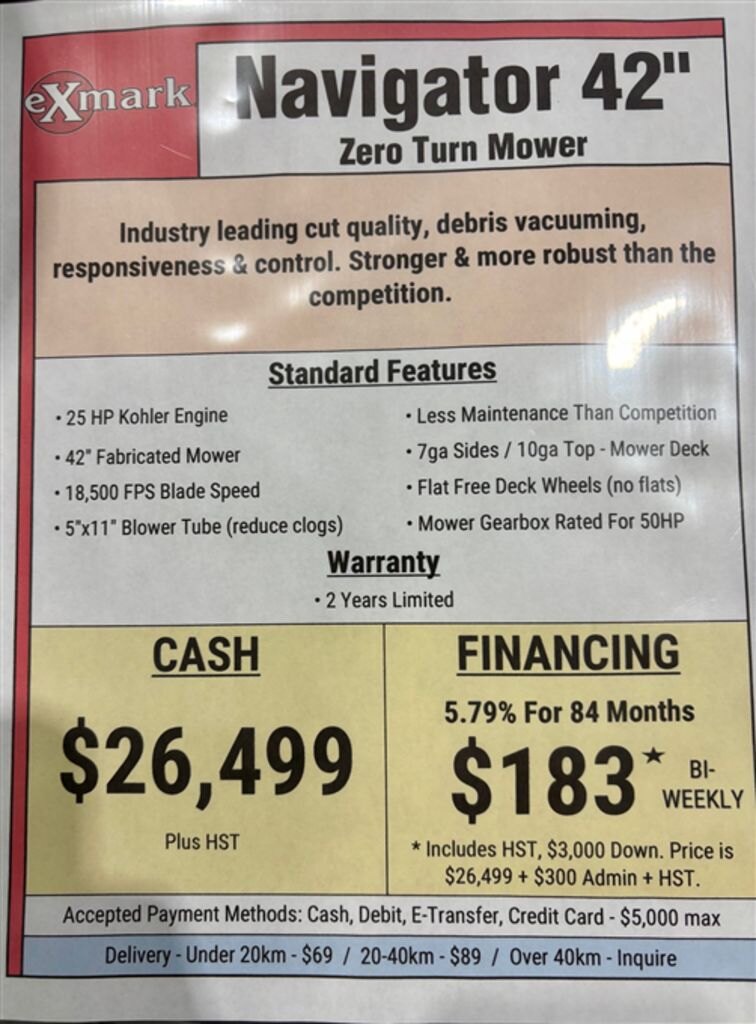 eXmark
Navigator 42"
Zero Turn Mower
Industry leading cut quality, debris vacuuming,
responsiveness & control. Stronger & more robust than the
competition.
Standard Features
• 25 HP Kohler Engine
• 42" Fabricated Mower
• 18,500 FPS Blade Speed
• 5"x11" Blower Tube (reduce clogs)
• Less Maintenance Than Competition
• 7ga Sides / 10ga Top - Mower Deck
• Flat Free Deck Wheels (no flats)
• Mower Gearbox Rated For 50HP
Warranty
• 2 Years Limited
CASH
$26,499
Plus HST
FINANCING
5.79% For 84 Months
$183* BI-
WEEKLY
* Includes HST, $3,000 Down. Price is
$26,499 + $300 Admin + HST.
Accepted Payment Methods: Cash, Debit, E-Transfer, Credit Card - $5,000 max
Delivery - Under 20km - $69 / 20-40km - $89 / Over 40km - Inquire